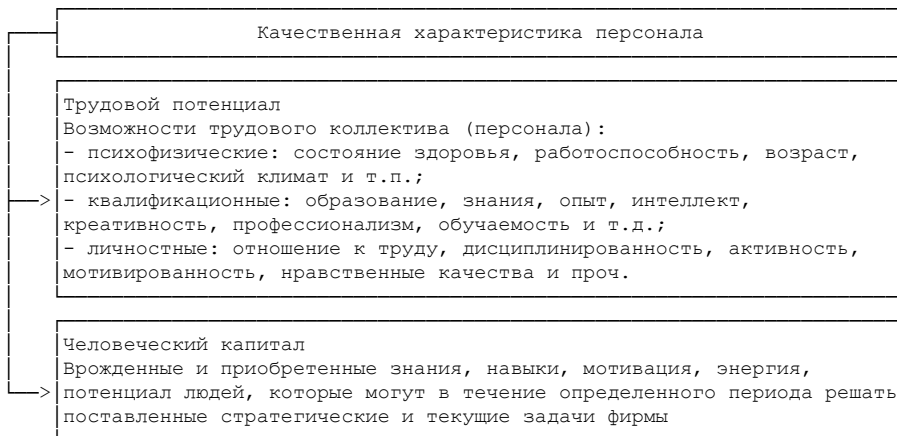 Качественная характеристика персонала
Трудовой потенциал
Возможности трудового коллектива (персонала):
- психофизические: состояние здоровья, работоспособность, возраст,
психологический климат и т.п.;
- квалификационные: образование, знания, опыт, интеллект,
креативность, профессионализм, обучаемость и т.д.;
- личностные: отношение к труду, дисциплинированность, активность,
мотивированность, нравственные качества и проч.
Человеческий капитал
Врожденные и приобретенные знания, навыки, мотивация, энергия,
потенциал людей, которые могут в течение определенного периода решать
поставленные стратегические и текущие задачи фирмы